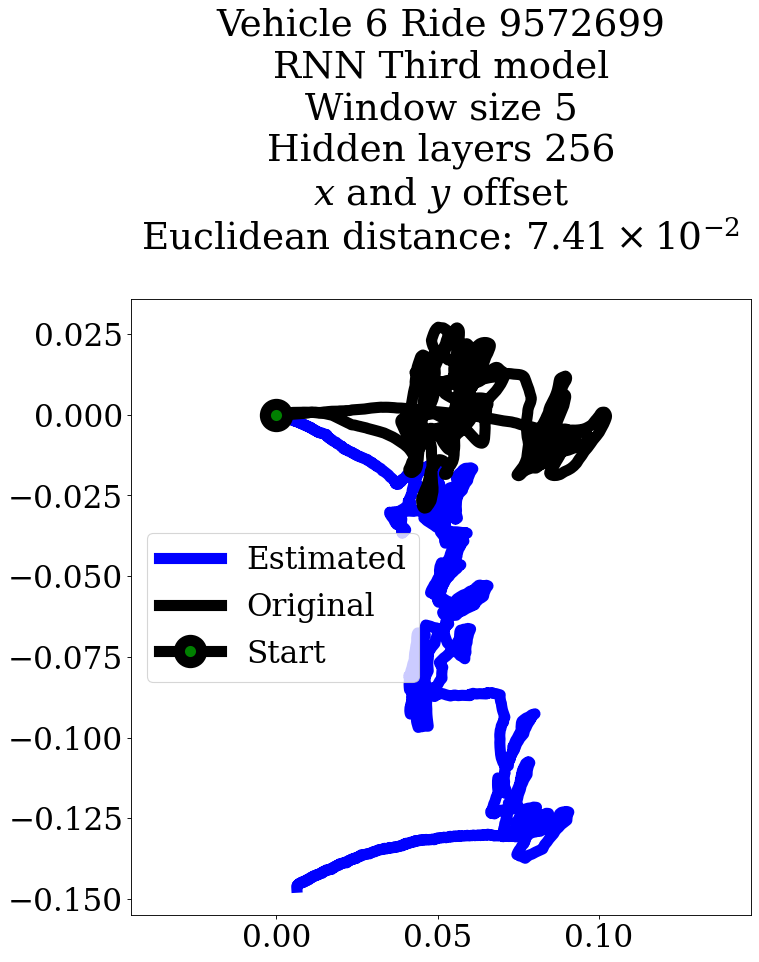 Vehicle 6 Ride 9572699
RNN Third model
Window size 5
Hidden layers 256
x and y offset
Euclidean distance: 7.41 × 10⁻²
0.025
0.000
−0.025
−0.050
−0.075
−0.100
−0.125
−0.150
Estimated
Original
Start
0.00 0.05 0.10